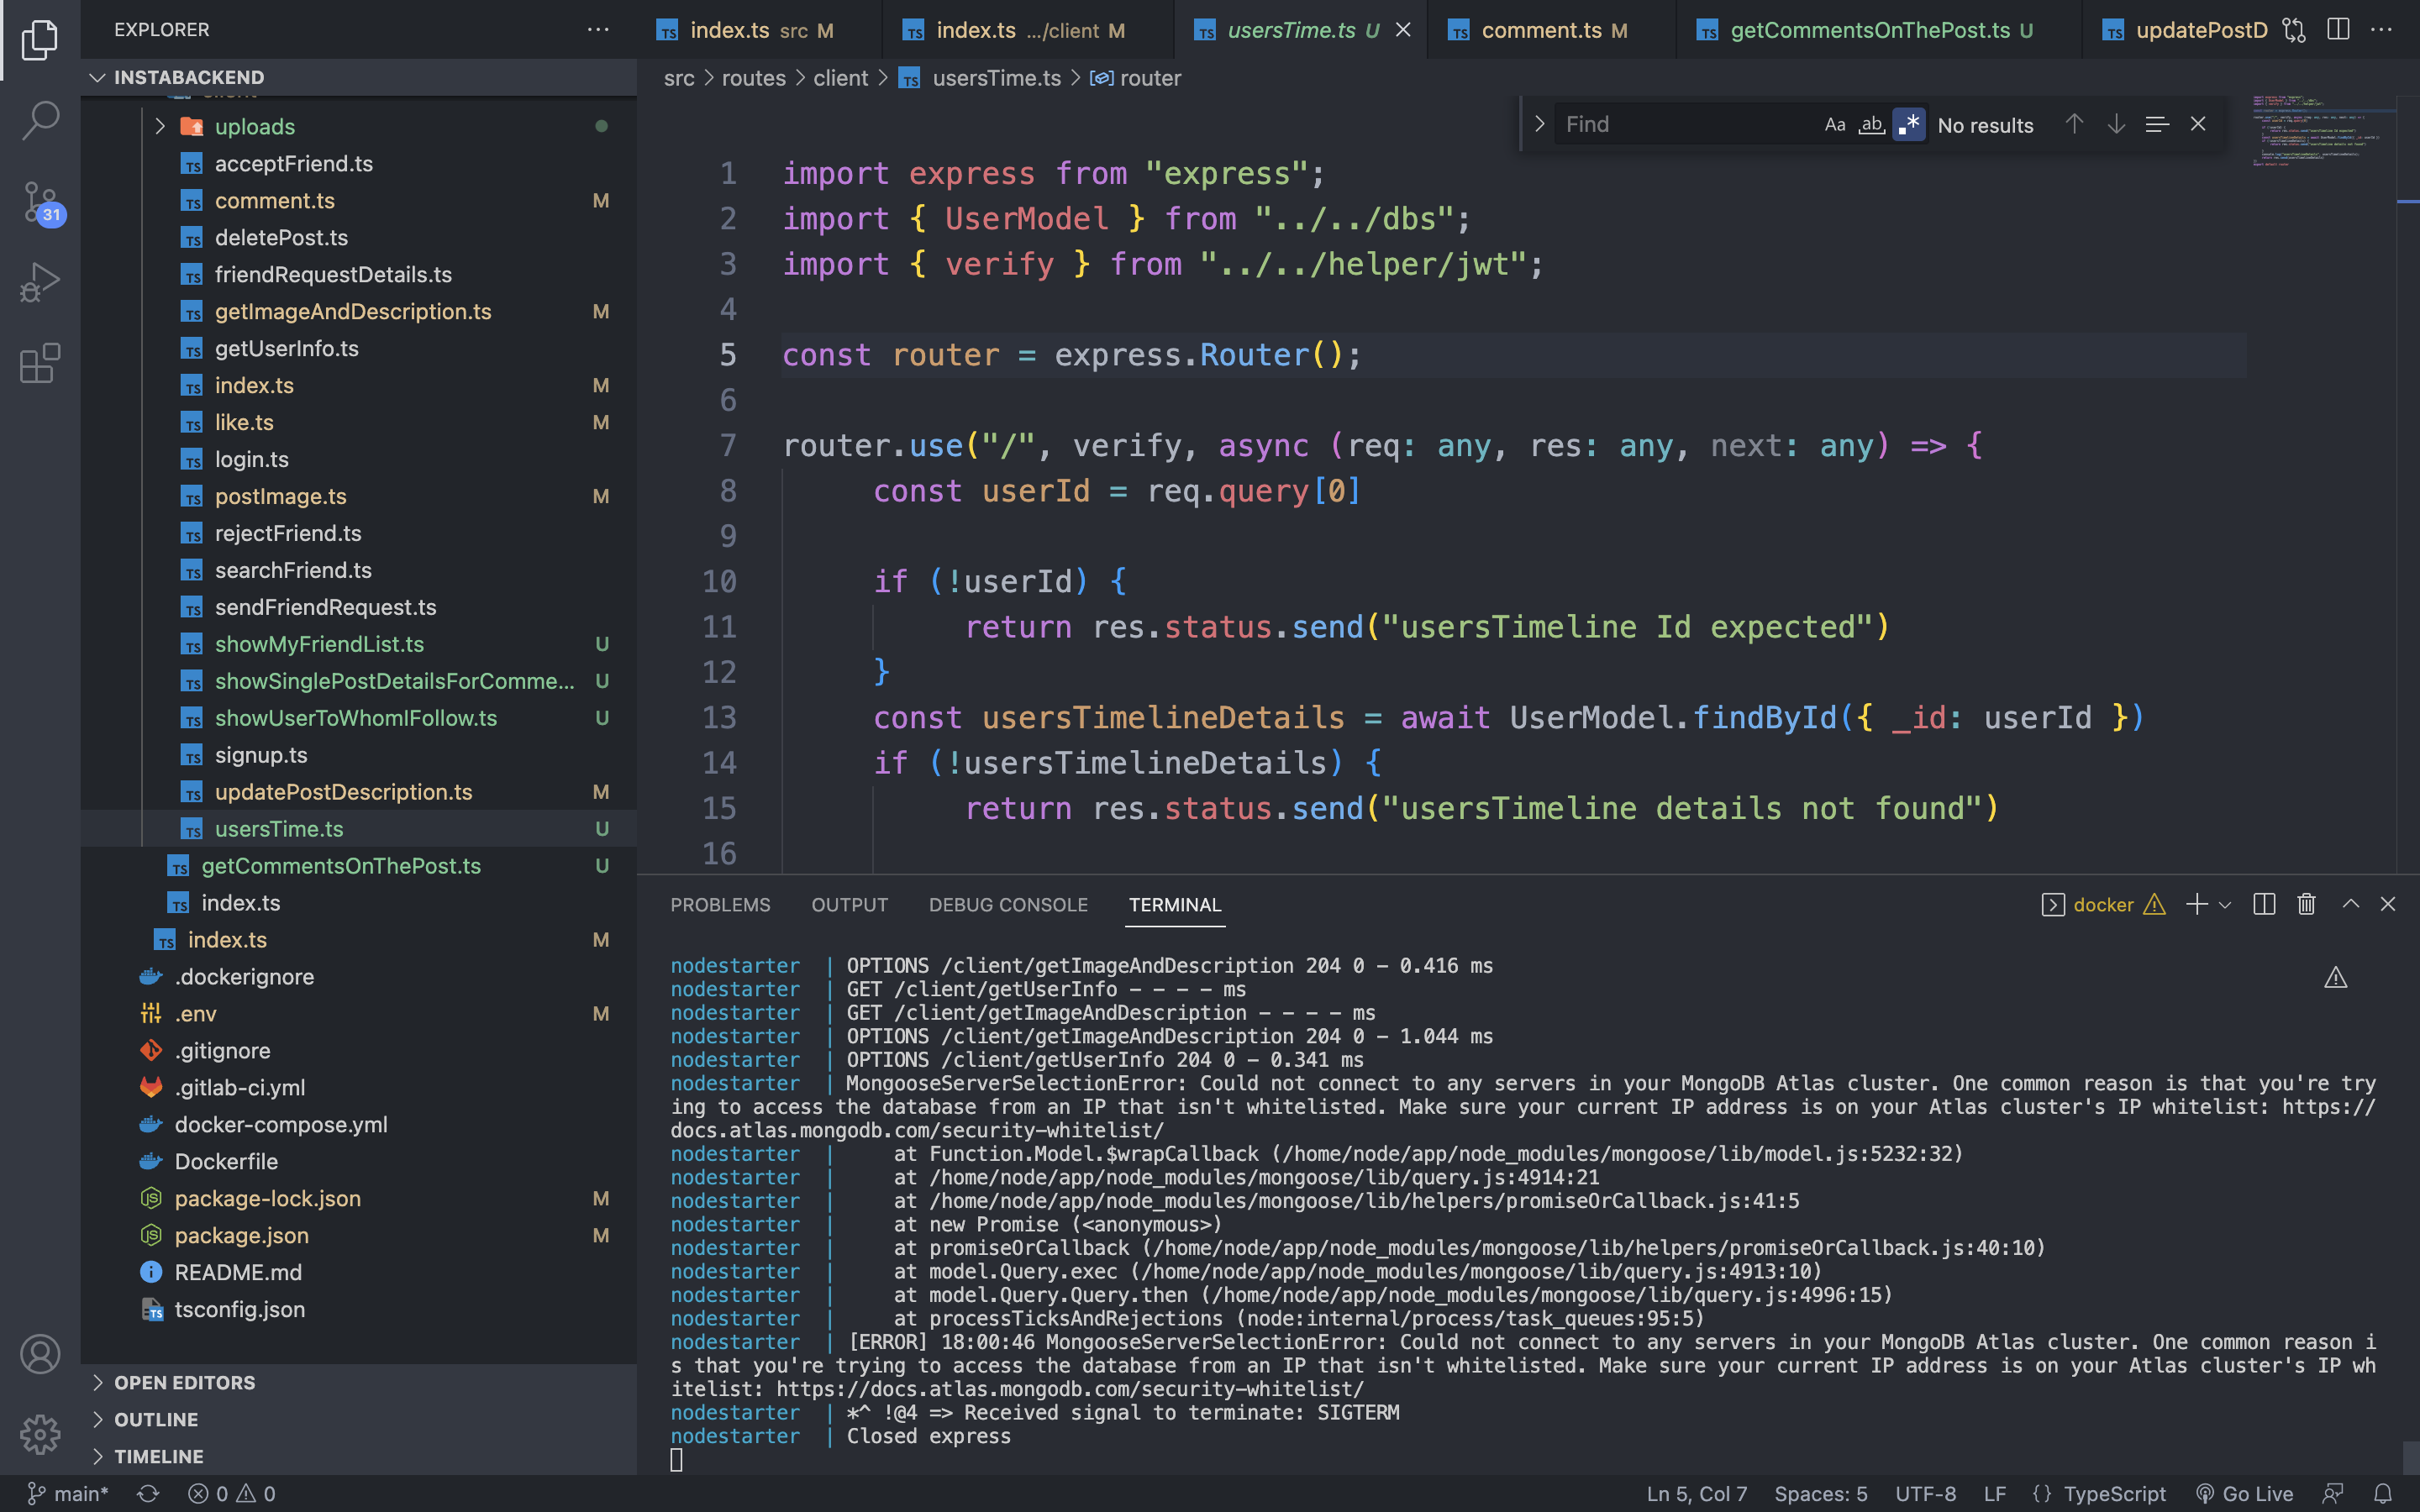 EXPLORER
INSTABACKEND
uploads
acceptFriend.ts
comment.ts M
deletePost.ts
friendRequestDetails.ts
getImageAndDescription.ts M
getUserInfo.ts
index.ts M
like.ts M
login.ts
postImage.ts M
rejectFriend.ts
searchFriend.ts
sendFriendRequest.ts
showMyFriendList.ts U
showSinglePostDetailsForComme... U
showUserToWhomIFollow.ts U
signup.ts
updatePostDescription.ts M
usersTime.ts U
getCommentsOnThePost.ts U
index.ts
index.ts M
.dockerignore
.env M
.gitignore
.gitlab-ci.yml
docker-compose.yml
Dockerfile
package-lock.json M
package.json M
README.md
tsconfig.json
OPEN EDITORS
OUTLINE
TIMELINE
31
index.ts src M
index.ts .../client M
usersTime.ts U
comment.ts M
getCommentsOnThePost.ts U
updatePostD
src > routes > client > usersTime.ts > router
Find Aa ab No results
1 import express from "express";
2 import { UserModel } from "../../dbs";
3 import { verify } from "../../helper/jwt";
4
5 const router = express.Router();
6
7 router.use("/", verify, async (req: any, res: any, next: any) => {
8 const userId = req.query[0]
9
10 if (!userId) {
11 return res.status.send("usersTimeline Id expected")
12 }
13 const usersTimelineDetails = await UserModel.findById({ _id: userId })
14 if (!usersTimelineDetails) {
15 return res.status.send("usersTimeline details not found")
16
PROBLEMS OUTPUT DEBUG CONSOLE TERMINAL
docker
nodestarter | OPTIONS /client/getImageAndDescription 204 0 - 0.416 ms
nodestarter | GET /client/getUserInfo - - - - ms
nodestarter | GET /client/getImageAndDescription - - - - ms
nodestarter | OPTIONS /client/getImageAndDescription 204 0 - 1.044 ms
nodestarter | OPTIONS /client/getUserInfo 204 0 - 0.341 ms
nodestarter | MongooseServerSelectionError: Could not connect to any servers in your MongoDB Atlas cluster. One common reason is that you're try
ing to access the database from an IP that isn't whitelisted. Make sure your current IP address is on your Atlas cluster's IP whitelist: https://
docs.atlas.mongodb.com/security-whitelist/
nodestarter | at Function.Model.$wrapCallback (/home/node/app/node_modules/mongoose/lib/model.js:5232:32)
nodestarter | at /home/node/app/node_modules/mongoose/lib/query.js:4914:21
nodestarter | at /home/node/app/node_modules/mongoose/lib/helpers/promiseOrCallback.js:41:5
nodestarter | at new Promise (<anonymous>)
nodestarter | at promiseOrCallback (/home/node/app/node_modules/mongoose/lib/helpers/promiseOrCallback.js:40:10)
nodestarter | at model.Query.exec (/home/node/app/node_modules/mongoose/lib/query.js:4913:10)
nodestarter | at model.Query.Query.then (/home/node/app/node_modules/mongoose/lib/query.js:4996:15)
nodestarter | at processTicksAndRejections (node:internal/process/task_queues:95:5)
nodestarter | [ERROR] 18:00:46 MongooseServerSelectionError: Could not connect to any servers in your MongoDB Atlas cluster. One common reason i
s that you're trying to access the database from an IP that isn't whitelisted. Make sure your current IP address is on your Atlas cluster's IP wh
itelist: https://docs.atlas.mongodb.com/security-whitelist/
nodestarter | *^ !@4 => Received signal to terminate: SIGTERM
nodestarter | Closed express
main* 0 0 Ln 5, Col 7 Spaces: 5 UTF-8 LF {} TypeScript Go Live